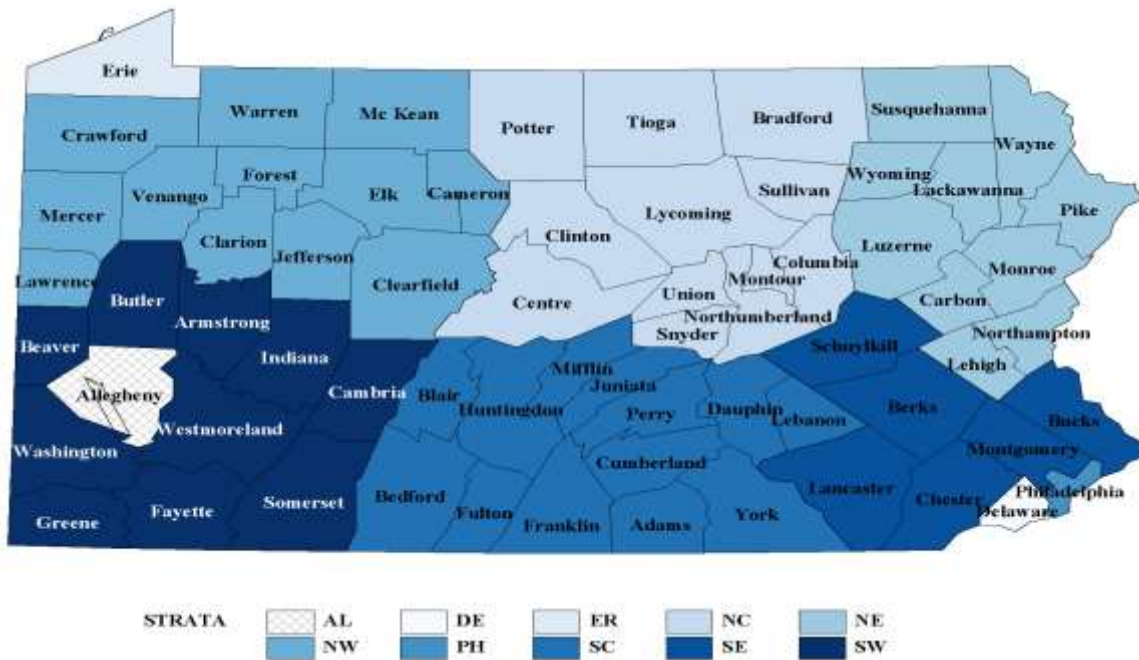 Erie
Warren
Mc Kean
Potter
Tioga
Bradford
Susquehanna
Crawford
Wayne
Forest
Wyoming
Venango
Elk
Cameron
Sullivan
Lackawanna
Mercer
Lycoming
Pike
Clarion
Clinton
Jefferson
Luzerne
Columbia
Monroe
Lawrence
Clearfield
Montour
Union
Butler
Centre
Carbon
Armstrong
Northumberland
Snyder
Northampton
Beaver
Indiana
Schuylkill
Lehigh
Mifflin
Cambria
Juniata
Allegheny
Blair
Huntingdon
Perry
Dauphin
Lebanon
Berks
Bucks
Westmoreland
Washington
Montgomery
Cumberland
Lancaster
Philadelphia
Bedford
Somerset
Chester
Delaware
Fayette
Fulton
York
Greene
Franklin
Adams
STRATA AL DE ER NC NE
NW PH SC SE SW